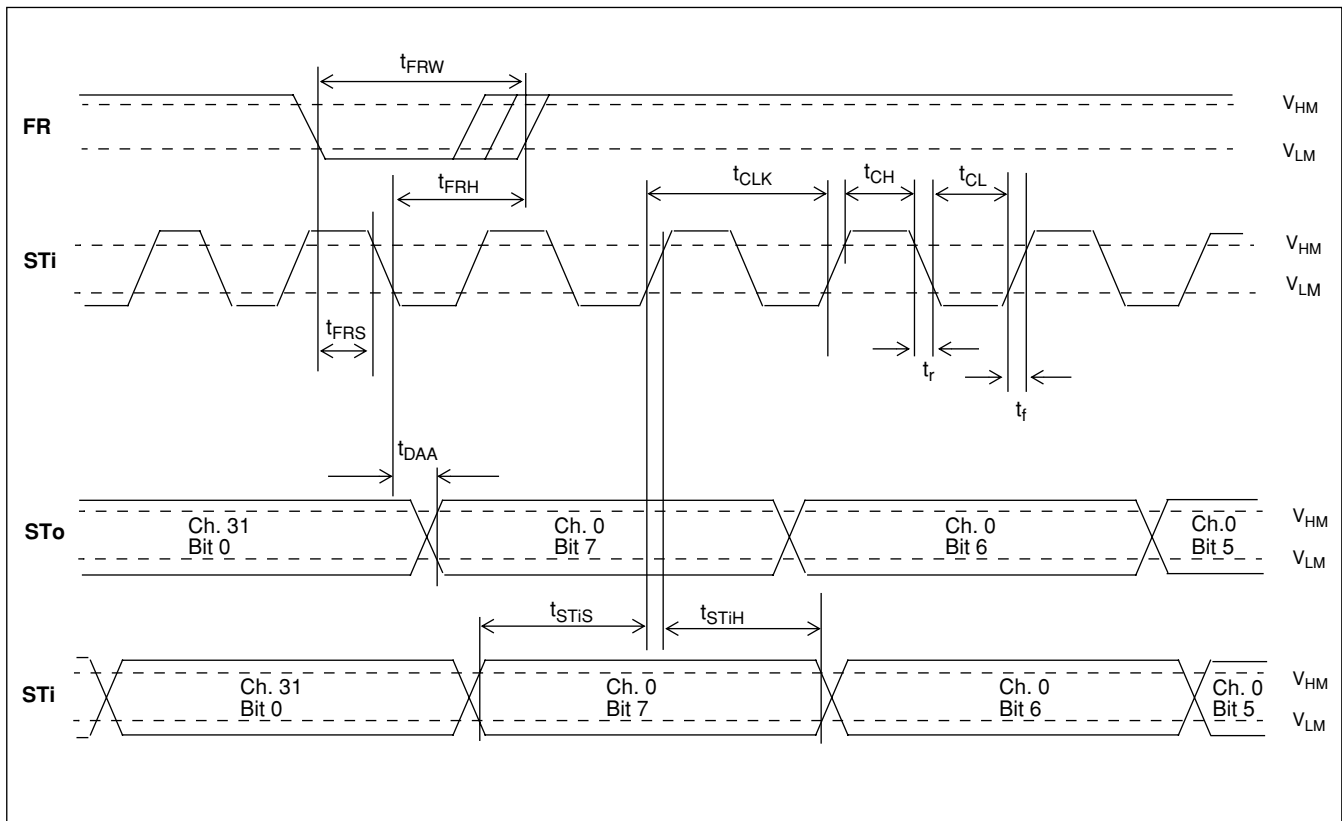 tFRW
FR
VHM
VLM
tFRH
tCLK
tCH
tCL
STi
VHM
VLM
tFRS
tr
tf
tDAA
STo
Ch. 31
Bit 0
Ch. 0
Bit 7
Ch. 0
Bit 6
Ch.0
Bit 5
VHM
VLM
tSTiS
tSTiH
STi
Ch. 31
Bit 0
Ch. 0
Bit 7
Ch. 0
Bit 6
Ch. 0
Bit 5
VHM
VLM